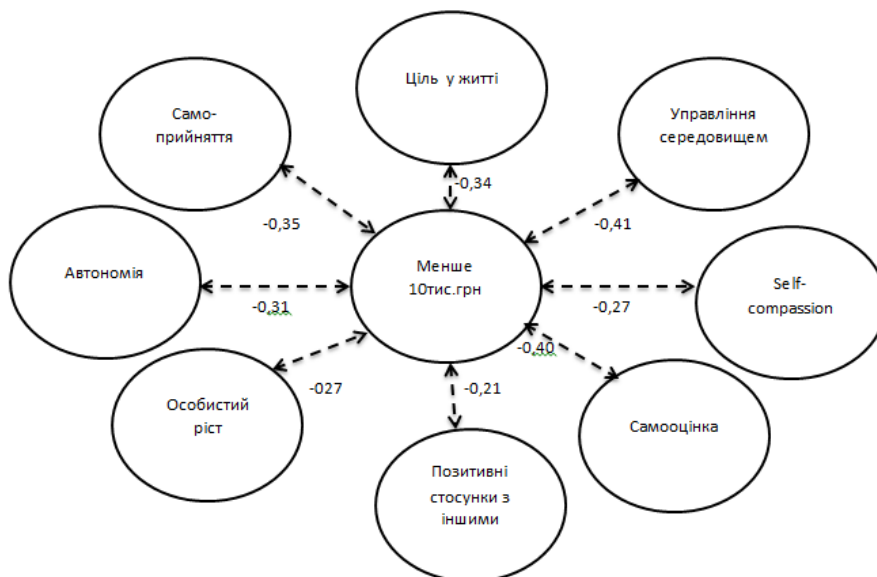 Ціль у житті
Само-
прийняття
Управління
середовищем
-0,34
-0,35
-0,41
Автономія
Менше
10тис.грн
Self-
compassion
-0,31
-0,27
-0,40
-027
-0,21
Особистий
ріст
Самооцінка
Позитивні
стосунки з
іншими